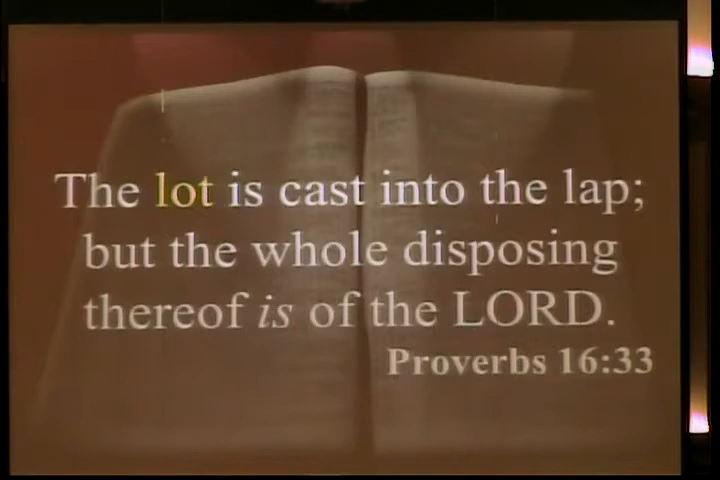 The lot is cast into the lap;
but the whole disposing
thereof is of the LORD.
Proverbs 16:33